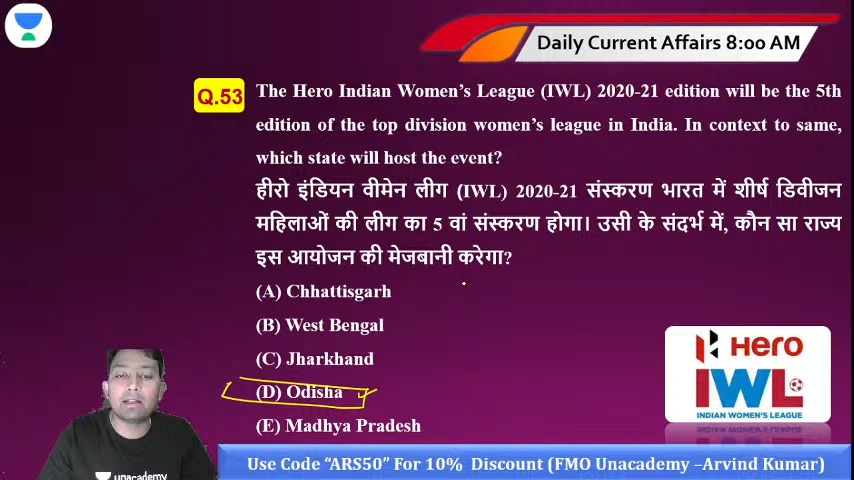 Daily Current Affairs 8:00 AM
Q.53
The Hero Indian Women's League (IWL) 2020-21 edition will be the 5th
edition of the top division women's league in India. In context to same,
which state will host the event?
हीरो इंडियन वीमेन लीग (IWL) 2020-21 संस्करण भारत में शीर्ष डिवीजन
महिलाओं की लीग का 5 वां संस्करण होगा। उसी के संदर्भ में, कौन सा राज्य
इस आयोजन की मेजबानी करेगा?
(A) Chhattisgarh
(B) West Bengal
(C) Jharkhand
(D) Odisha
(E) Madhya Pradesh
Hero
IWL
INDIAN WOMEN'S LEAGUE
unacademy
Use Code "ARS50" For 10% Discount (FMO Unacademy –Arvind Kumar)